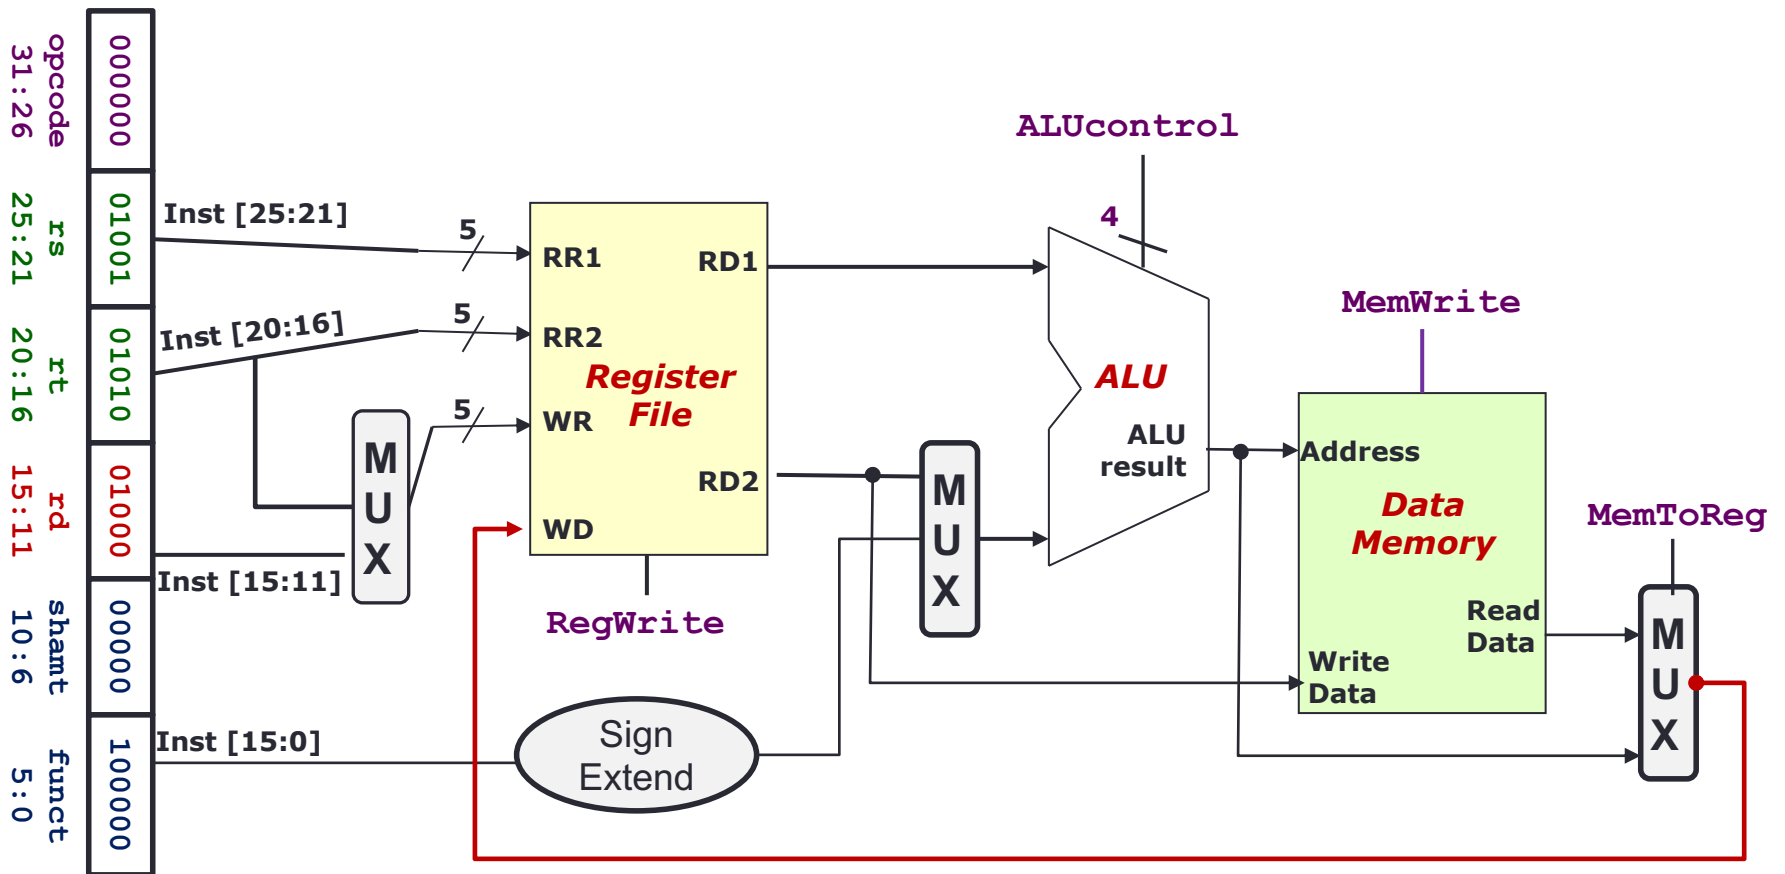 opcode
31:26
000000
rs
25:21
01001
rt
20:16
01010
rd
15:11
01000
shamt
10:6
00000
funct
5:0
100000
Inst [25:21]
5
Inst [20:16]
5
5
M
U
X
Inst [15:11]
Inst [15:0]
RR1
RR2
WR
WD
RD1
RD2
Register
File
RegWrite
Sign
Extend
M
U
X
ALUcontrol
4
ALU
ALU
result
MemWrite
Address
Data
Memory
Read
Data
Write
Data
MemToReg
M
U
X